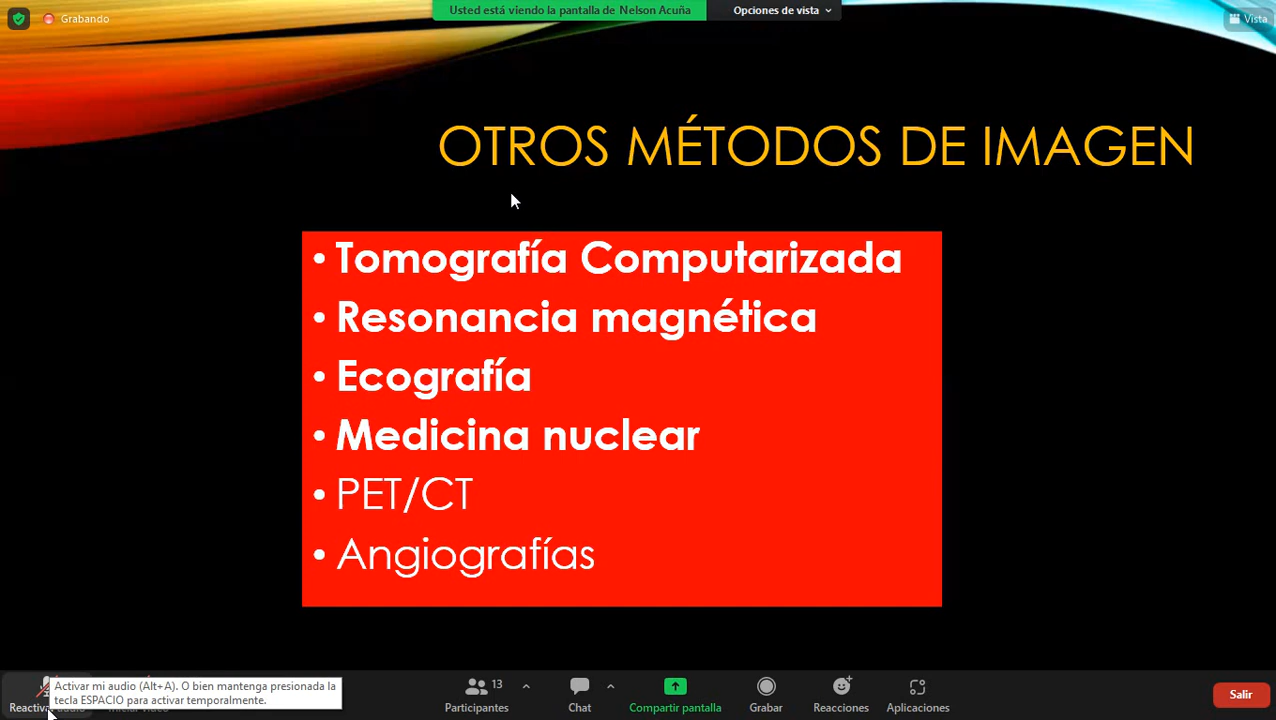 Grabando
Usted está viendo la pantalla de Nelson Acuña
Opciones de vista
Vista
OTROS MÉTODOS DE IMAGEN
• Tomografía Computarizada
• Resonancia magnética
• Ecografía
• Medicina nuclear
• PET/CT
• Angiografías
Activar mi audio (Alt+A). O bien mantenga presionada la
tecla ESPACIO para activar temporalmente.
13
Participantes
Chat
Compartir pantalla
Grabar
Reacciones
Aplicaciones
Salir